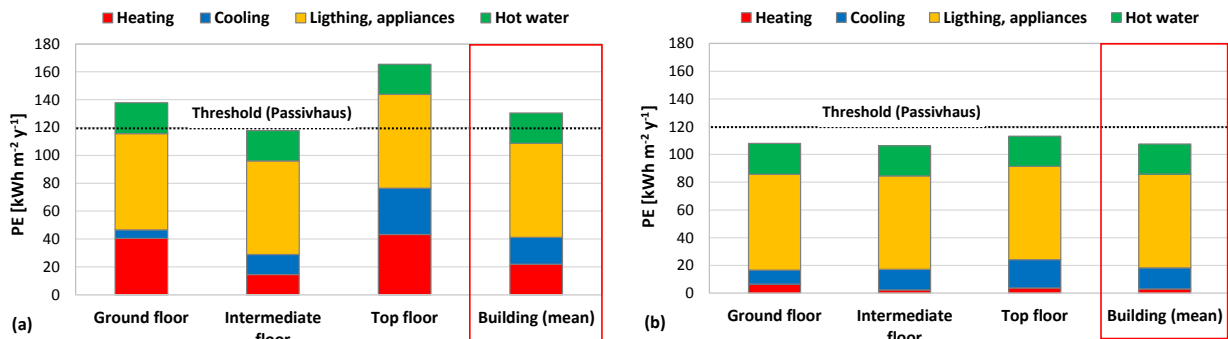 Heating Cooling Ligthing, appliances Hot water
180
160
140
120
100
80
60
40
20
0
PE [kWh m⁻² y⁻¹]
Threshold (Passivhaus)
Ground floor Intermediate Top floor Building (mean)
(a)
Heating Cooling Ligthing, appliances Hot water
180
160
140
120
100
80
60
40
20
0
PE [kWh m⁻² y⁻¹]
Threshold (Passivhaus)
Ground floor Intermediate Top floor Building (mean)
(b)